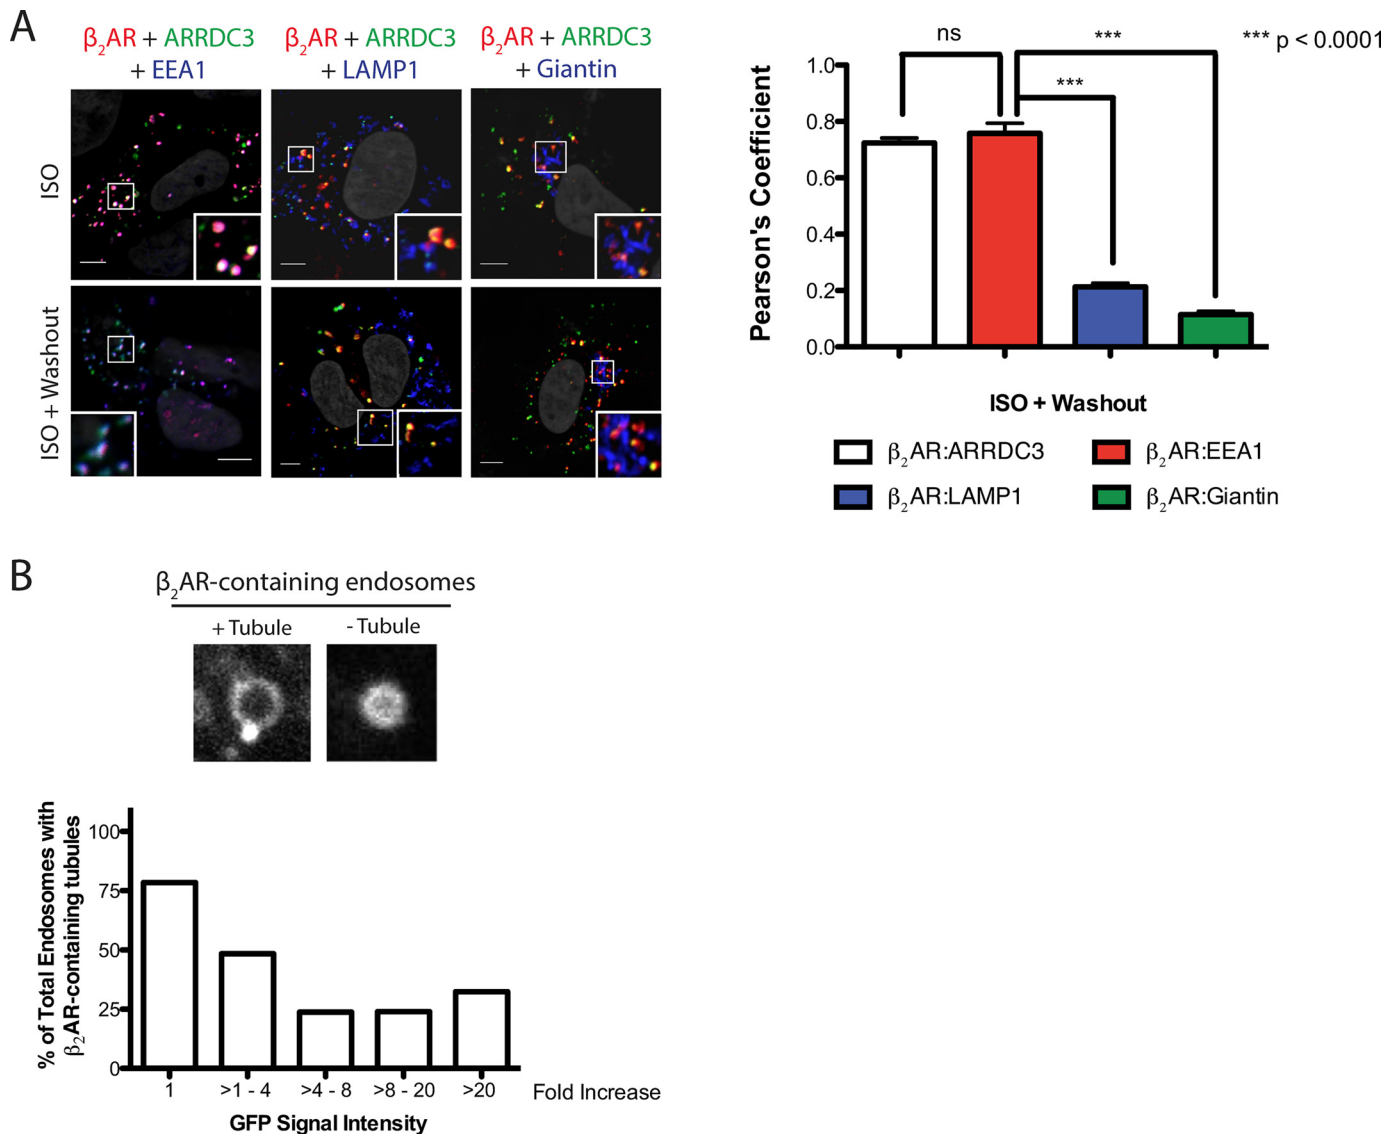 A
β2AR + ARRDC3
+ EEA1
β2AR + ARRDC3
+ LAMP1
β2AR + ARRDC3
+ Giantin
ISO
ISO + Washout
ns
***
***
*** p < 0.0001
Pearson's Coefficient
1.0
0.8
0.6
0.4
0.2
0.0
ISO + Washout
β2AR:ARRDC3
β2AR:EEA1
β2AR:LAMP1
β2AR:Giantin
B
β2AR-containing endosomes
+ Tubule
- Tubule
% of Total Endosomes with
β2AR-containing tubules
100
75
50
25
0
1
>1 - 4
>4 - 8
>8 - 20
>20
Fold Increase
GFP Signal Intensity